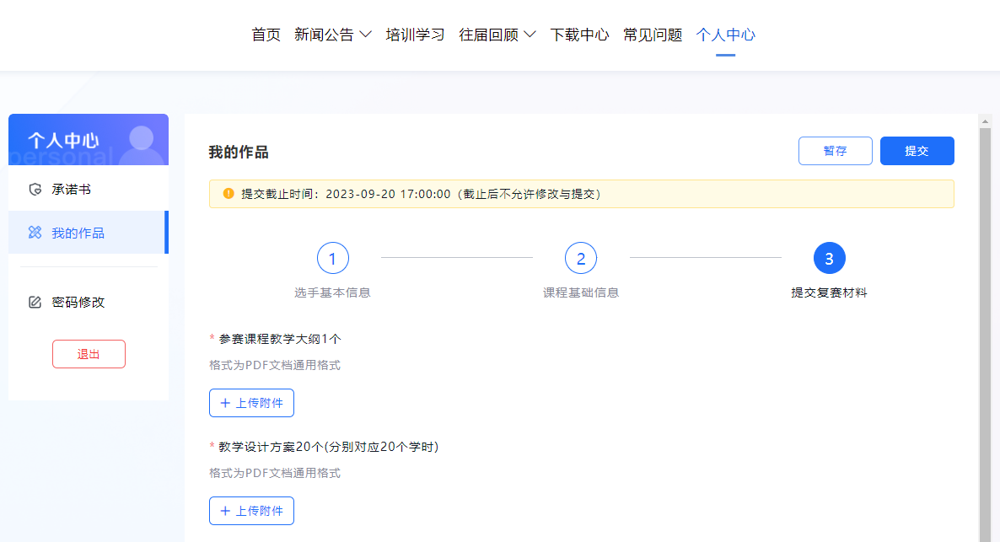 首页 新闻公告 培训学习 往届回顾 下载中心 常见问题 个人中心
个人中心
personal
承诺书
我的作品
密码修改
退出
我的作品
暂存 提交
提交截止时间：2023-09-20 17:00:00（截止后不允许修改与提交）
1 2 3
选手基本信息 课程基础信息 提交复赛材料
* 参赛课程教学大纲1个
格式为PDF文档通用格式
+ 上传附件
* 教学设计方案20个(分别对应20个学时)
格式为PDF文档通用格式
+ 上传附件